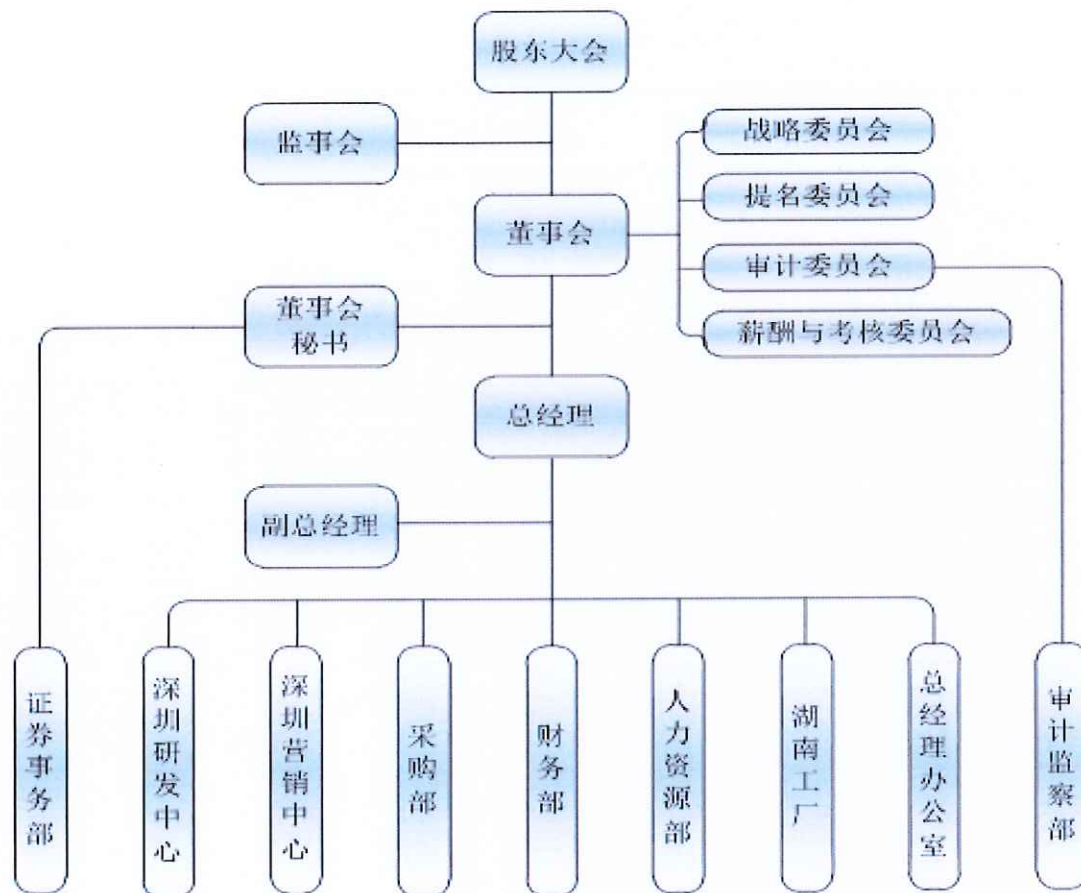 股东大会
监事会
战略委员会
提名委员会
董事会
审计委员会
董事会
秘书
薪酬与考核委员会
总经理
副总经理
证券事务部
深圳研发中心
深圳营销中心
采购部
财务部
人力资源部
湖南工厂
总经理办公室
审计监察部